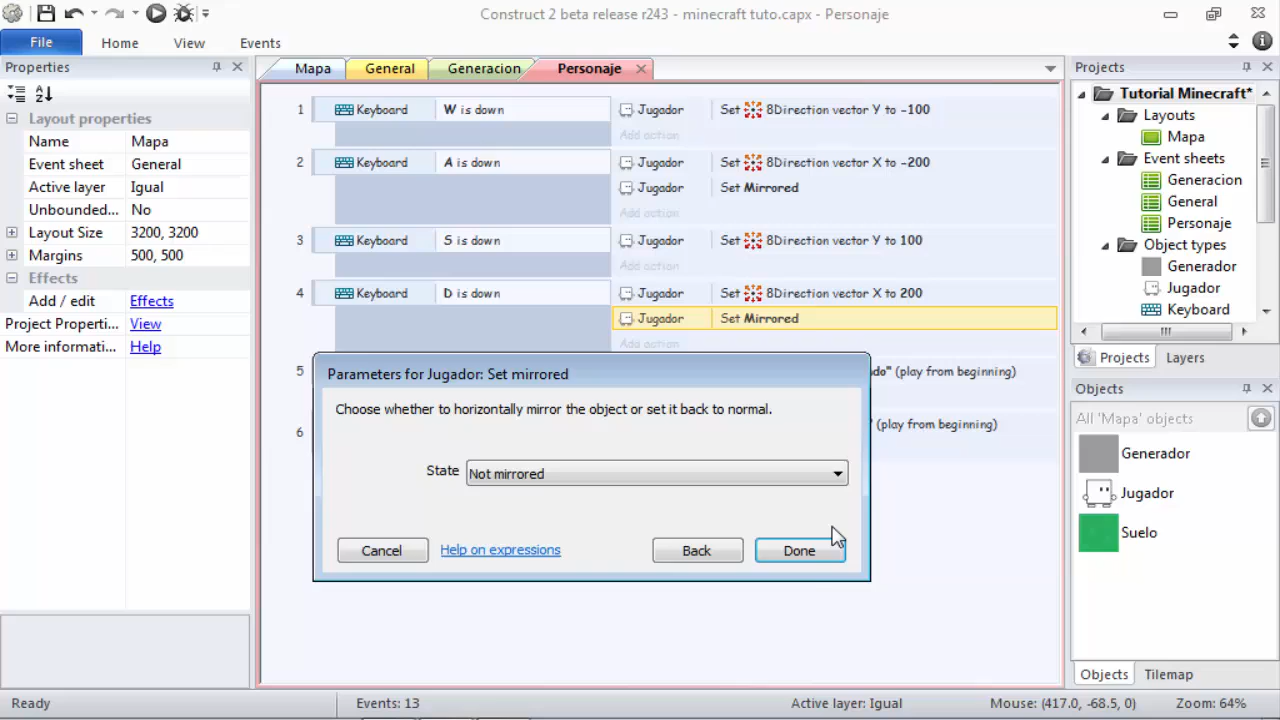 Construct 2 beta release r243 - minecraft tuto.capx - Personaje
File Home View Events
Properties
Layout properties
Name Mapa
Event sheet General
Active layer Igual
Unbounded... No
Layout Size 3200, 3200
Margins 500, 500
Effects
Add / edit Effects
Project Properti... View
More informati... Help
Mapa General Generacion Personaje
1 Keyboard W is down Jugador Set 8Direction vector Y to -100
Add action
2 Keyboard A is down Jugador Set 8Direction vector X to -200
Jugador Set Mirrored
Add action
3 Keyboard S is down Jugador Set 8Direction vector Y to 100
Add action
4 Keyboard D is down Jugador Set 8Direction vector X to 200
Jugador Set Mirrored
Add action
5 do" (play from beginning)
6 " (play from beginning)
Parameters for Jugador: Set mirrored
Choose whether to horizontally mirror the object or set it back to normal.
State Not mirrored
Cancel Help on expressions Back Done
Projects
Tutorial Minecraft*
Layouts
Mapa
Event sheets
Generacion
General
Personaje
Object types
Generador
Jugador
Keyboard
Projects Layers
Objects
All 'Mapa' objects
Generador
Jugador
Suelo
Objects Tilemap
Ready Events: 13 Active layer: Igual Mouse: (417.0, -68.5, 0) Zoom: 64%